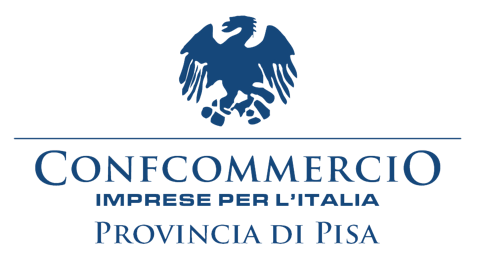 CONFCOMMERCIO
IMPRESE PER L'ITALIA
PROVINCIA DI PISA